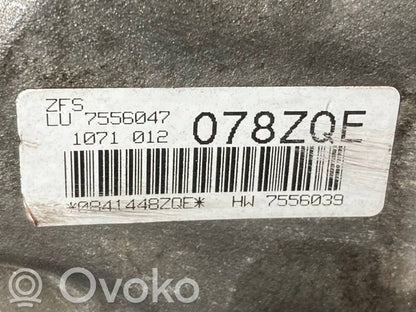 ZFS
LU 7556047
1071 012 078ZQE
*0841448ZQE* HW 7556039
Ovoko